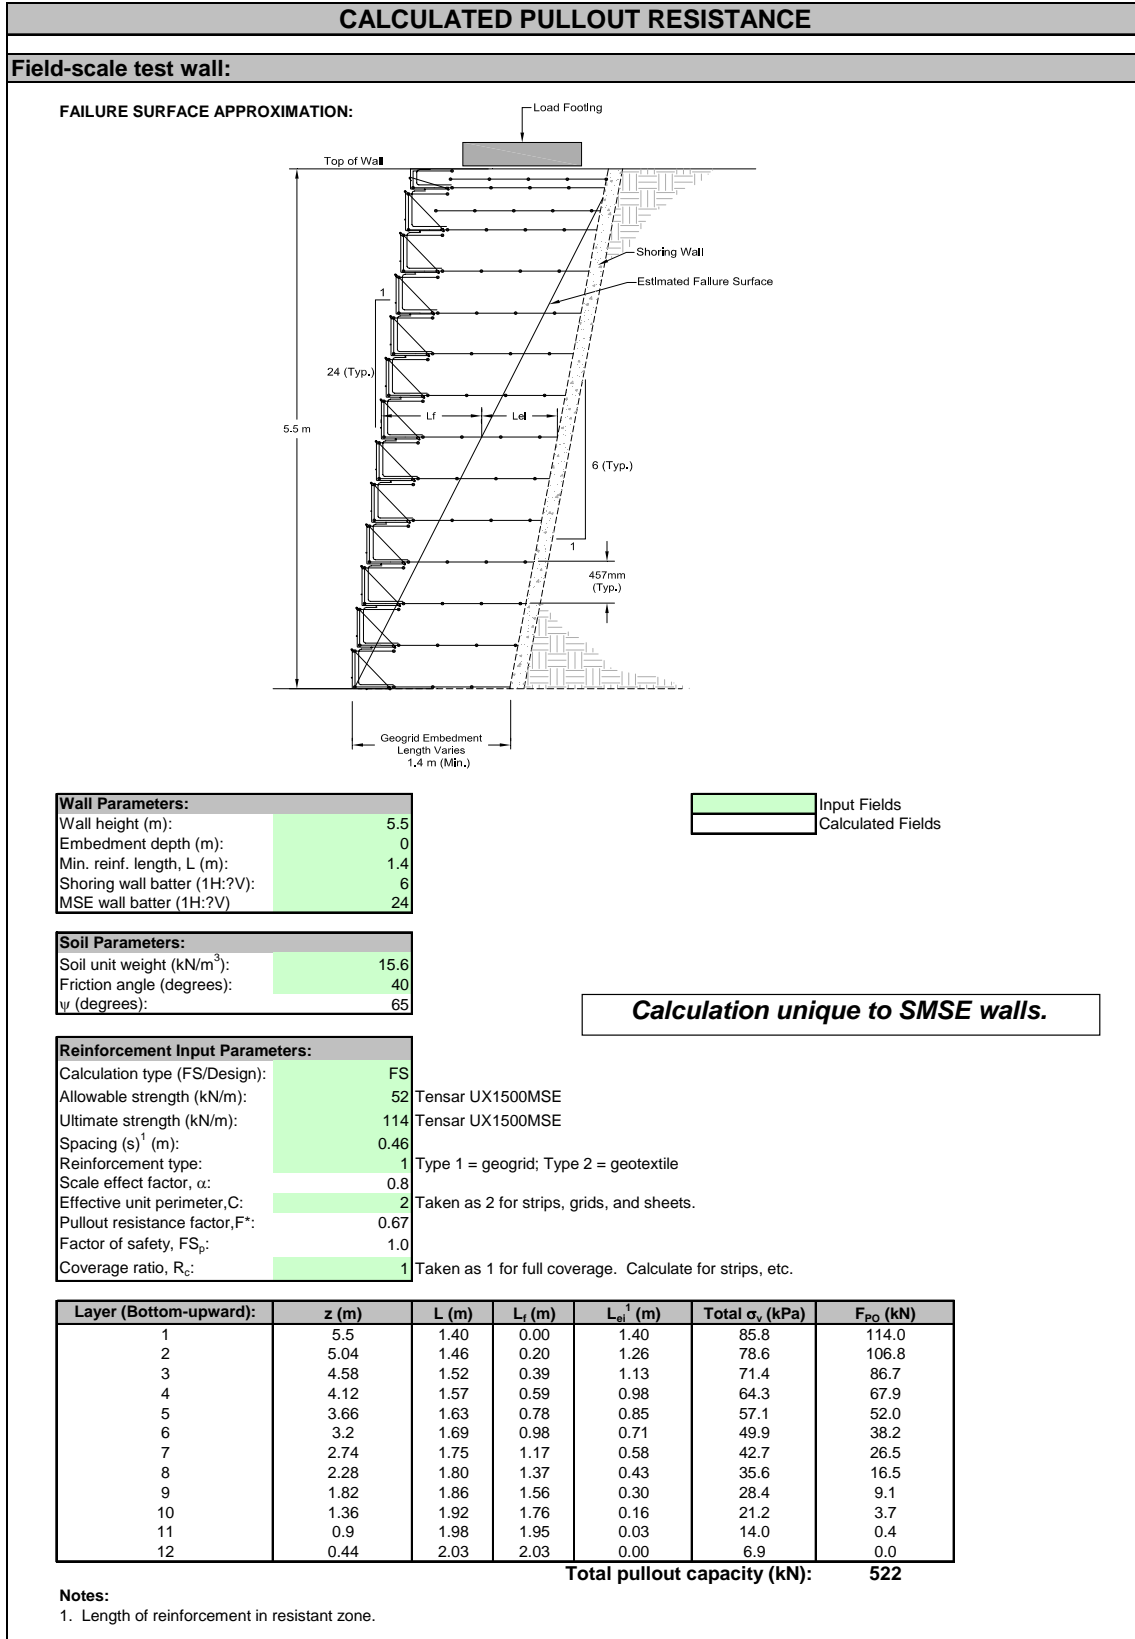 CALCULATED PULLOUT RESISTANCE
Field-scale test wall:
FAILURE SURFACE APPROXIMATION:
Load Footing
Top of Wall
Shoring Wall
Estimated Failure Surface
1
24 (Typ.)
Lf
Lei
5.5 m
6 (Typ.)
1
457mm
(Typ.)
Geogrid Embedment
Length Varies
1.4 m (Min.)
Wall Parameters:
Wall height (m): 5.5
Embedment depth (m): 0
Min. reinf. length, L (m): 1.4
Shoring wall batter (1H:?V): 6
MSE wall batter (1H:?V) 24
Input Fields
Calculated Fields
Soil Parameters:
Soil unit weight (kN/m³): 15.6
Friction angle (degrees): 40
ψ (degrees): 65
Calculation unique to SMSE walls.
Reinforcement Input Parameters:
Calculation type (FS/Design): FS
Allowable strength (kN/m): 52 Tensar UX1500MSE
Ultimate strength (kN/m): 114 Tensar UX1500MSE
Spacing (s)¹ (m): 0.46
Reinforcement type: 1 Type 1 = geogrid; Type 2 = geotextile
Scale effect factor, α: 0.8
Effective unit perimeter,C: 2 Taken as 2 for strips, grids, and sheets.
Pullout resistance factor,F*: 0.67
Factor of safety, FSₚ: 1.0
Coverage ratio, R꜀: 1 Taken as 1 for full coverage. Calculate for strips, etc.
Layer (Bottom-upward): z (m) L (m) Lf (m) Lei¹ (m) Total σv (kPa) FPO (kN)
1 5.5 1.40 0.00 1.40 85.8 114.0
2 5.04 1.46 0.20 1.26 78.6 106.8
3 4.58 1.52 0.39 1.13 71.4 86.7
4 4.12 1.57 0.59 0.98 64.3 67.9
5 3.66 1.63 0.78 0.85 57.1 52.0
6 3.2 1.69 0.98 0.71 49.9 38.2
7 2.74 1.75 1.17 0.58 42.7 26.5
8 2.28 1.80 1.37 0.43 35.6 16.5
9 1.82 1.86 1.56 0.30 28.4 9.1
10 1.36 1.92 1.76 0.16 21.2 3.7
11 0.9 1.98 1.95 0.03 14.0 0.4
12 0.44 2.03 2.03 0.00 6.9 0.0
Total pullout capacity (kN): 522
Notes:
1. Length of reinforcement in resistant zone.